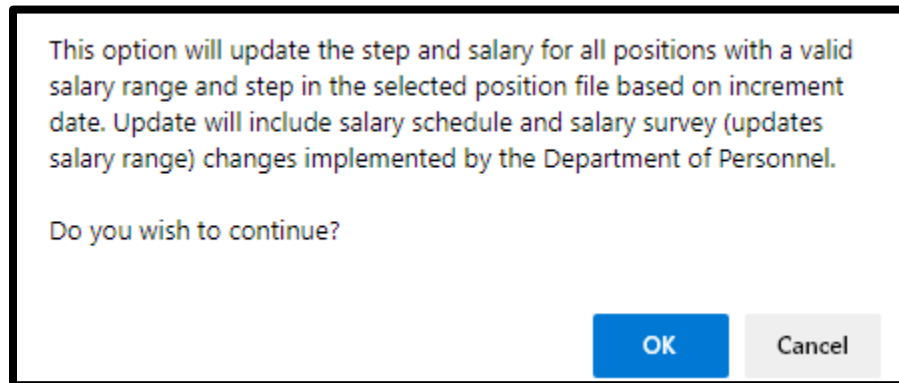 This option will update the step and salary for all positions with a valid
salary range and step in the selected position file based on increment
date. Update will include salary schedule and salary survey (updates
salary range) changes implemented by the Department of Personnel.
Do you wish to continue?
OK Cancel